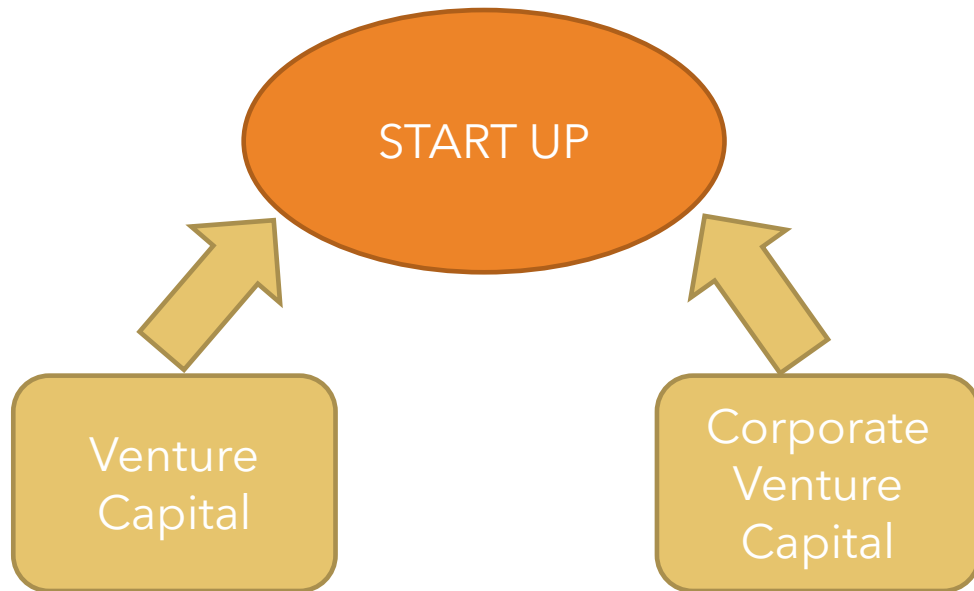 START UP
Venture
Capital
Corporate
Venture
Capital